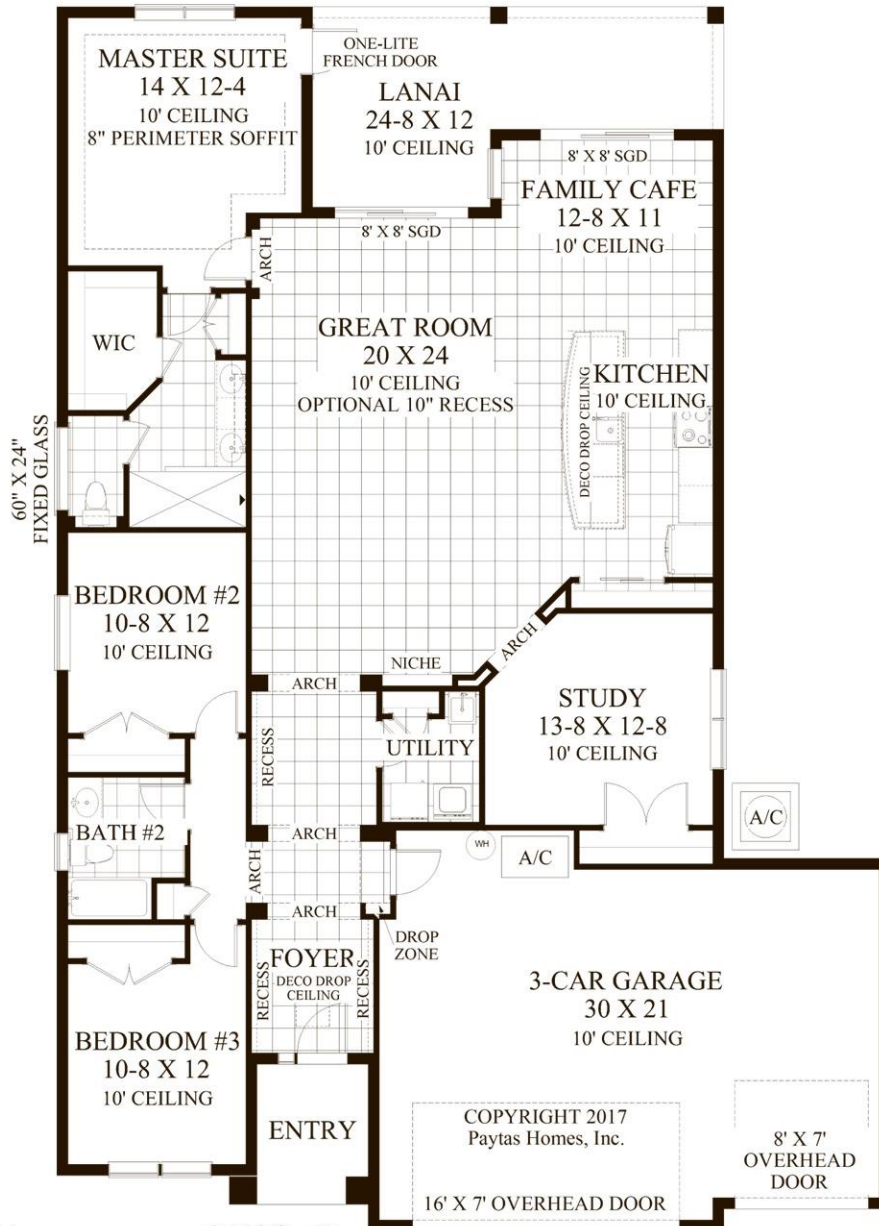 MASTER SUITE
14 X 12-4
10' CEILING
8" PERIMETER SOFFIT
ONE-LITE
FRENCH DOOR
LANAI
24-8 X 12
10' CEILING
8' X 8' SGD
FAMILY CAFE
12-8 X 11
10' CEILING
8' X 8' SGD
ARCH
WIC
GREAT ROOM
20 X 24
10' CEILING
OPTIONAL 10" RECESS
DECO DROP CEILING
KITCHEN
10' CEILING
60" X 24"
FIXED GLASS
BEDROOM #2
10-8 X 12
10' CEILING
NICHE
ARCH
ARCH
STUDY
13-8 X 12-8
10' CEILING
RECESS
UTILITY
A/C
BATH #2
ARCH
ARCH
WH
A/C
ARCH
DROP
ZONE
FOYER
DECO DROP
CEILING
RECESS
RECESS
3-CAR GARAGE
30 X 21
10' CEILING
BEDROOM #3
10-8 X 12
10' CEILING
ENTRY
COPYRIGHT 2017
Paytas Homes, Inc.
16' X 7' OVERHEAD DOOR
8' X 7'
OVERHEAD
DOOR